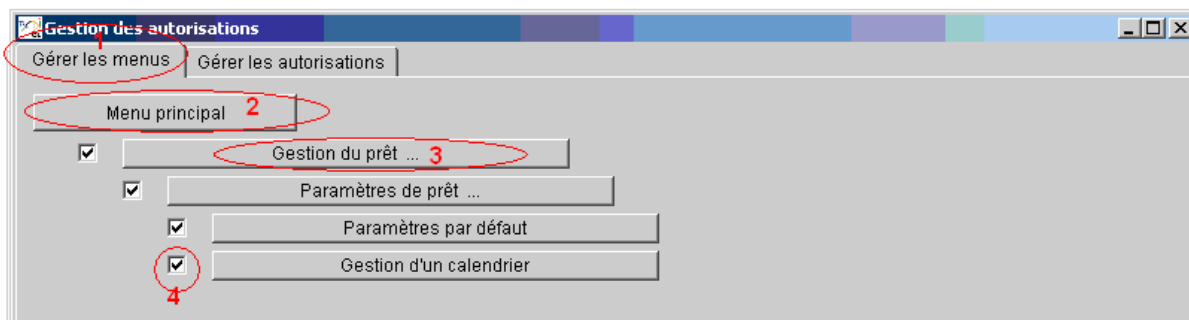 Gestion des autorisations
1
Gérer les menus
Gérer les autorisations
Menu principal 2
Gestion du prêt ... 3
Paramètres de prêt ...
Paramètres par défaut
Gestion d'un calendrier
4